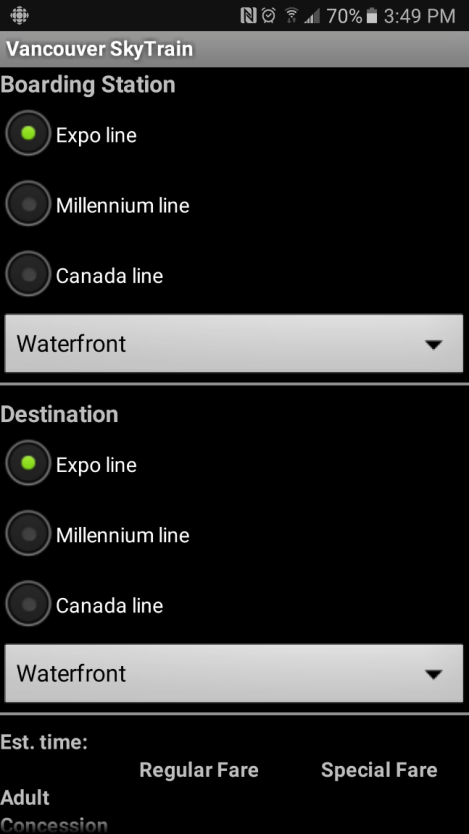 70% 3:49 PM
Vancouver SkyTrain
Boarding Station
Expo line
Millennium line
Canada line
Waterfront
Destination
Expo line
Millennium line
Canada line
Waterfront
Est. time:
Regular Fare Special Fare
Adult
Concession